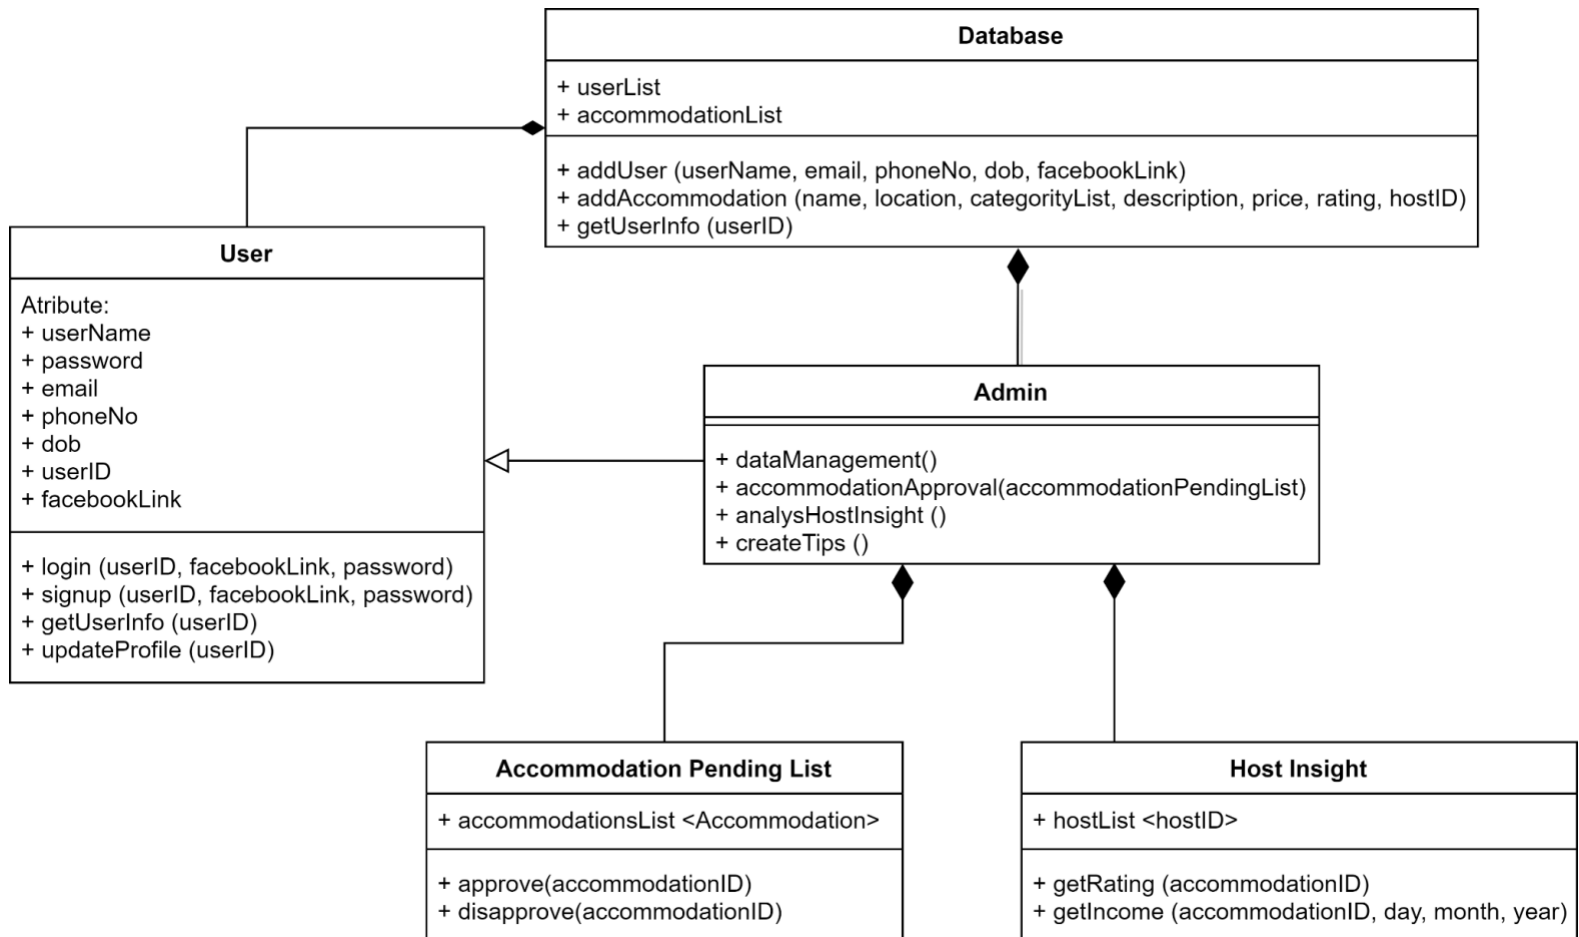 Database
+ userList
+ accommodationList
+ addUser (userName, email, phoneNo, dob, facebookLink)
+ addAccommodation (name, location, categorityList, description, price, rating, hostID)
+ getUserInfo (userID)
User
Atribute:
+ userName
+ password
+ email
+ phoneNo
+ dob
+ userID
+ facebookLink
+ login (userID, facebookLink, password)
+ signup (userID, facebookLink, password)
+ getUserInfo (userID)
+ updateProfile (userID)
Admin
+ dataManagement()
+ accommodationApproval(accommodationPendingList)
+ analysHostInsight ()
+ createTips ()
Accommodation Pending List
+ accommodationsList <Accommodation>
+ approve(accommodationID)
+ disapprove(accommodationID)
Host Insight
+ hostList <hostID>
+ getRating (accommodationID)
+ getIncome (accommodationID, day, month, year)